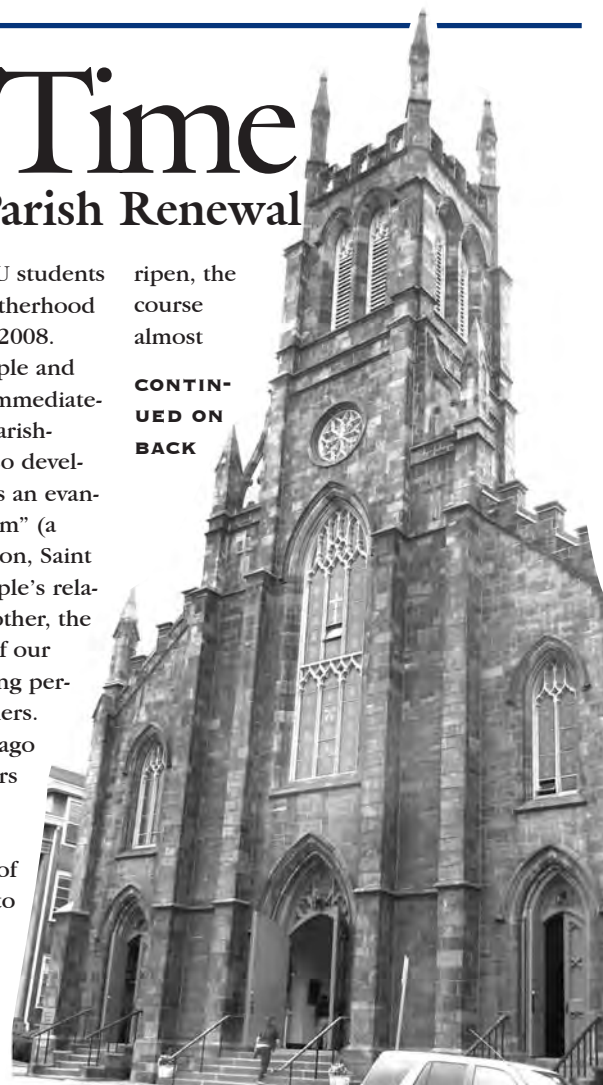 Time
Parish Renewal
U students
therhood
2008.
ple and
mmediate-
arish-
o devel-
s an evan-
m” (a
on, Saint
ple’s rela-
other, the
f our
ng per-
ers.
ago
rs
of
to
ripen, the
course
almost
CONTIN-
UED ON
BACK